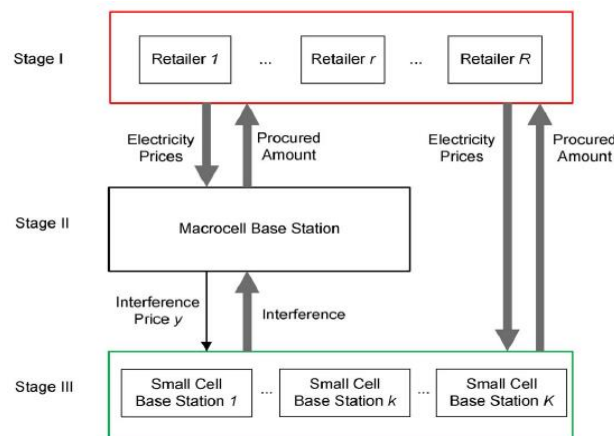 Stage I
Retailer 1
...
Retailer r
...
Retailer R
Electricity
Prices
Procured
Amount
Electricity
Prices
Procured
Amount
Stage II
Macrocell Base Station
Interference
Price y
Interference
Stage III
Small Cell
Base Station 1
...
Small Cell
Base Station k
...
Small Cell
Base Station K